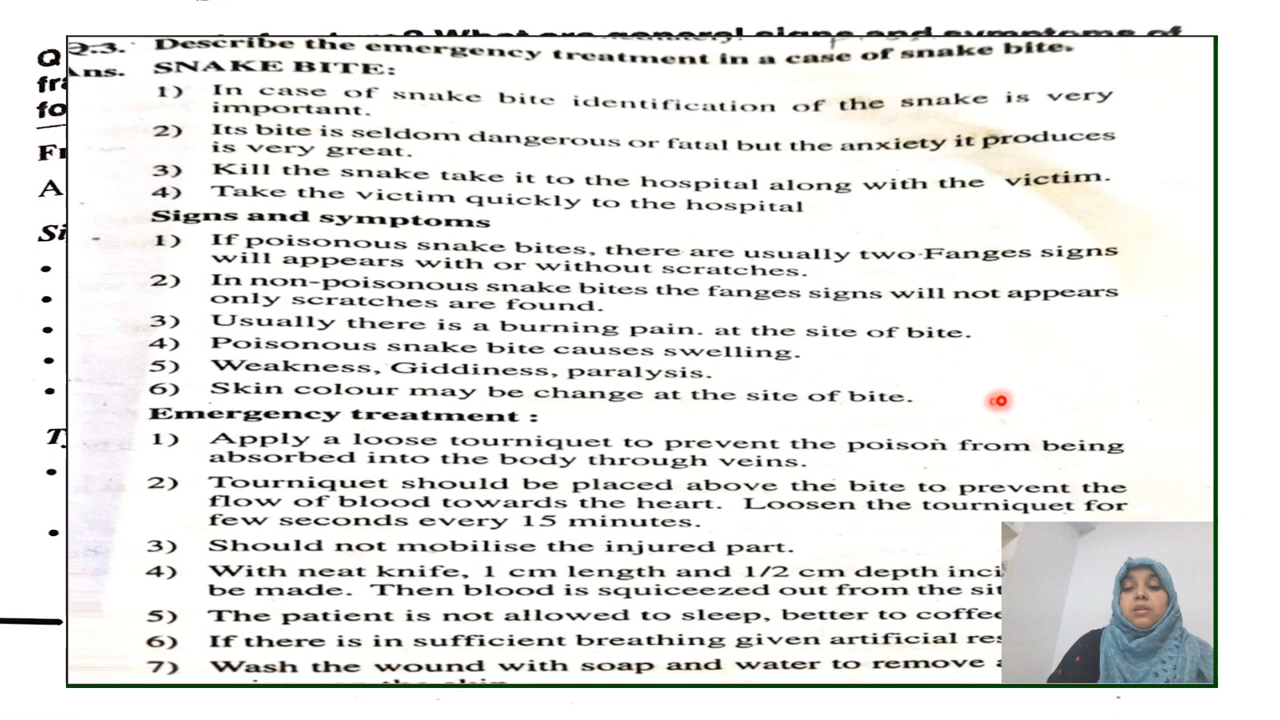 Q.3. Describe the emergency treatment in a case of snake bite.
Ans. SNAKE BITE:
1) In case of snake bite identification of the snake is very
important.
2) Its bite is seldom dangerous or fatal but the anxiety it produces
is very great.
3) Kill the snake take it to the hospital along with the victim.
4) Take the victim quickly to the hospital
Signs and symptoms
1) If poisonous snake bites, there are usually two Fanges signs
will appears with or without scratches.
2) In non-poisonous snake bites the fanges signs will not appears
only scratches are found.
3) Usually there is a burning pain. at the site of bite.
4) Poisonous snake bite causes swelling.
5) Weakness, Giddiness, paralysis.
6) Skin colour may be change at the site of bite.
Emergency treatment :
1) Apply a loose tourniquet to prevent the poison from being
absorbed into the body through veins.
2) Tourniquet should be placed above the bite to prevent the
flow of blood towards the heart. Loosen the tourniquet for
few seconds every 15 minutes.
3) Should not mobilise the injured part.
4) With neat knife, 1 cm length and 1/2 cm depth inci
be made. Then blood is squiceezed out from the sit
5) The patient is not allowed to sleep, better to coffe
6) If there is in sufficient breathing given artificial res
7) Wash the wound with soap and water to remove